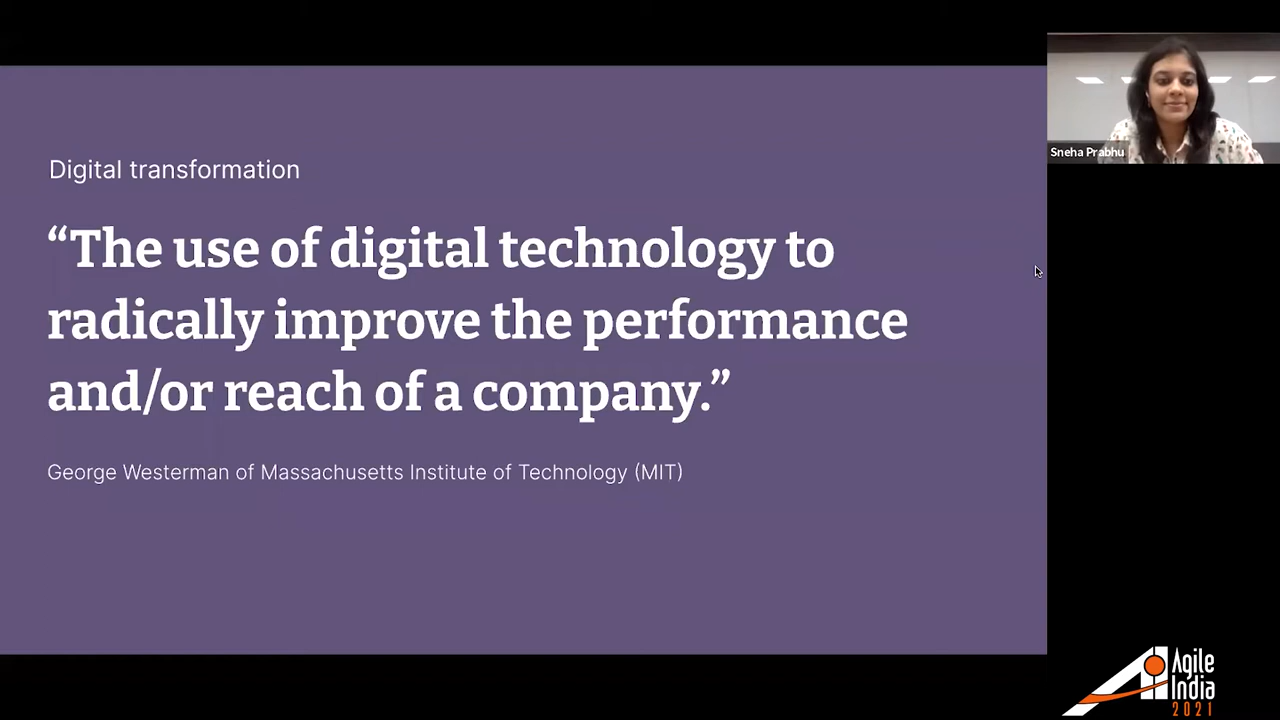 Digital transformation
“The use of digital technology to
radically improve the performance
and/or reach of a company.”
George Westerman of Massachusetts Institute of Technology (MIT)
Sneha Prabhu
Agile
India
2021